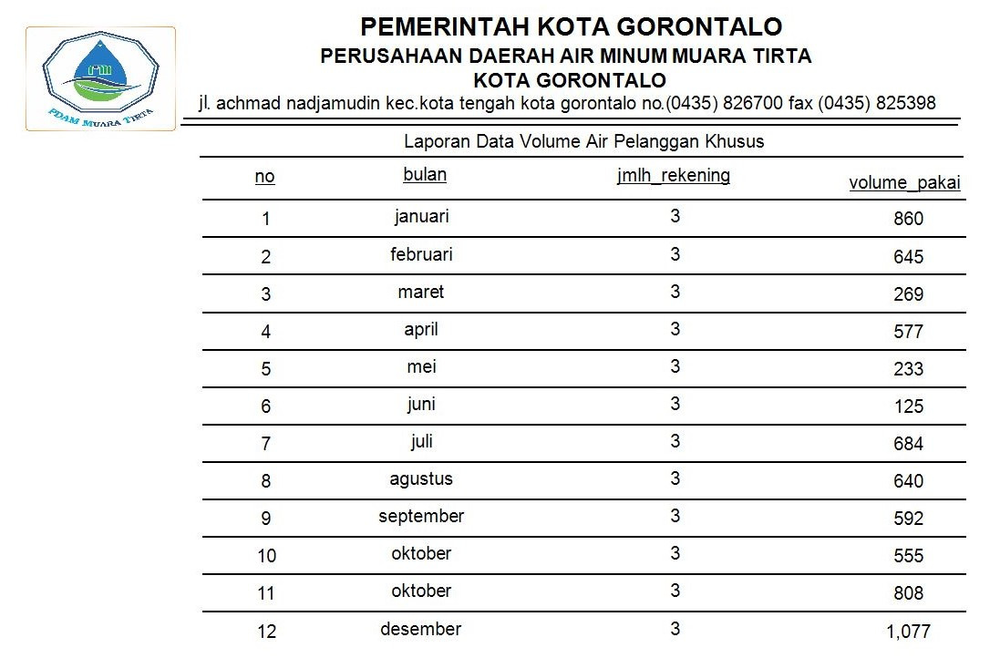 PEMERINTAH KOTA GORONTALO
PERUSAHAAN DAERAH AIR MINUM MUARA TIRTA
KOTA GORONTALO
jl. achmad nadjamudin kec.kota tengah kota gorontalo no.(0435) 826700 fax (0435) 825398
PDAM MUARA TIRTA
Laporan Data Volume Air Pelanggan Khusus
no bulan jmlh_rekening volume_pakai
1 januari 3 860
2 februari 3 645
3 maret 3 269
4 april 3 577
5 mei 3 233
6 juni 3 125
7 juli 3 684
8 agustus 3 640
9 september 3 592
10 oktober 3 555
11 oktober 3 808
12 desember 3 1,077